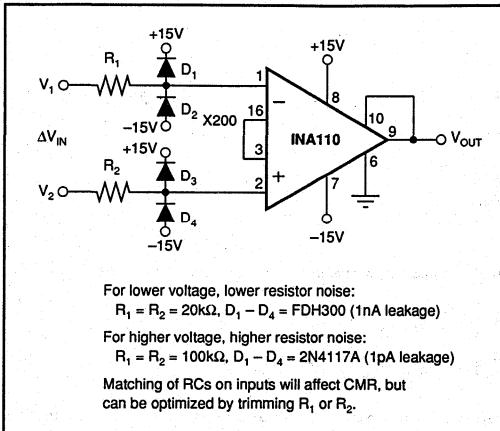 +15V
+15V
R1
D1
V1
1
8
D2
16
10
–15V
X200
–
INA110
9
VOUT
ΔVIN
+15V
3
6
R2
D3
+
7
V2
2
D4
–15V
–15V
For lower voltage, lower resistor noise:
R1 = R2 = 20kΩ, D1 – D4 = FDH300 (1nA leakage)
For higher voltage, higher resistor noise:
R1 = R2 = 100kΩ, D1 – D4 = 2N4117A (1pA leakage)
Matching of RCs on inputs will affect CMR, but
can be optimized by trimming R1 or R2.